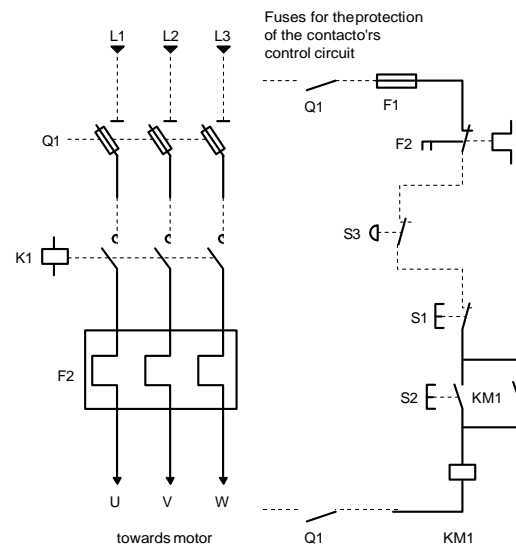 Fuses for theprotection
of the contacto'rs
control circuit
L1 L2 L3
Q1 F1
Q1
F2
S3
K1
S1
F2
S2 KM1
U V W
towards motor Q1 KM1